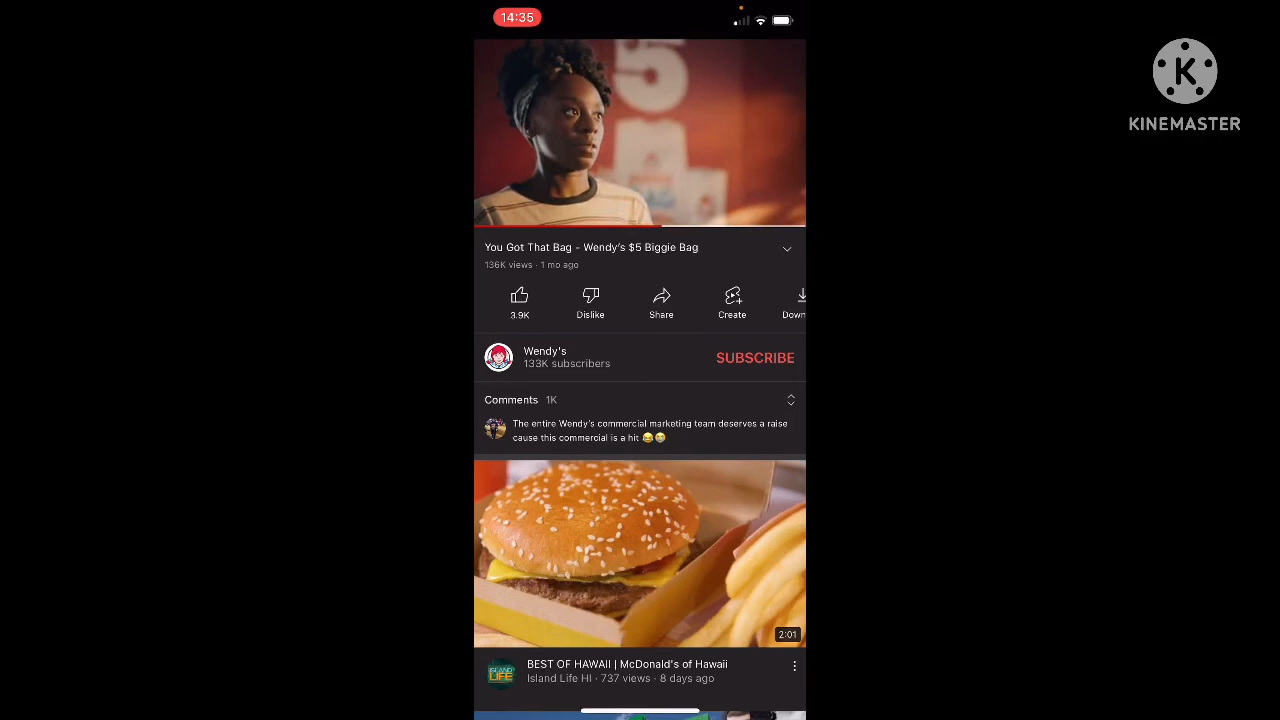 14:35
KINEMASTER
5
You Got That Bag - Wendy's $5 Biggie Bag
136K views · 1 mo ago
3.9K
Dislike
Share
Create
Down
Wendy's
133K subscribers
SUBSCRIBE
Comments 1K
The entire Wendy's commercial marketing team deserves a raise
cause this commercial is a hit 😂😭
2:01
ISLAND
LIFE
BEST OF HAWAII | McDonald's of Hawaii
Island Life HI · 737 views · 8 days ago